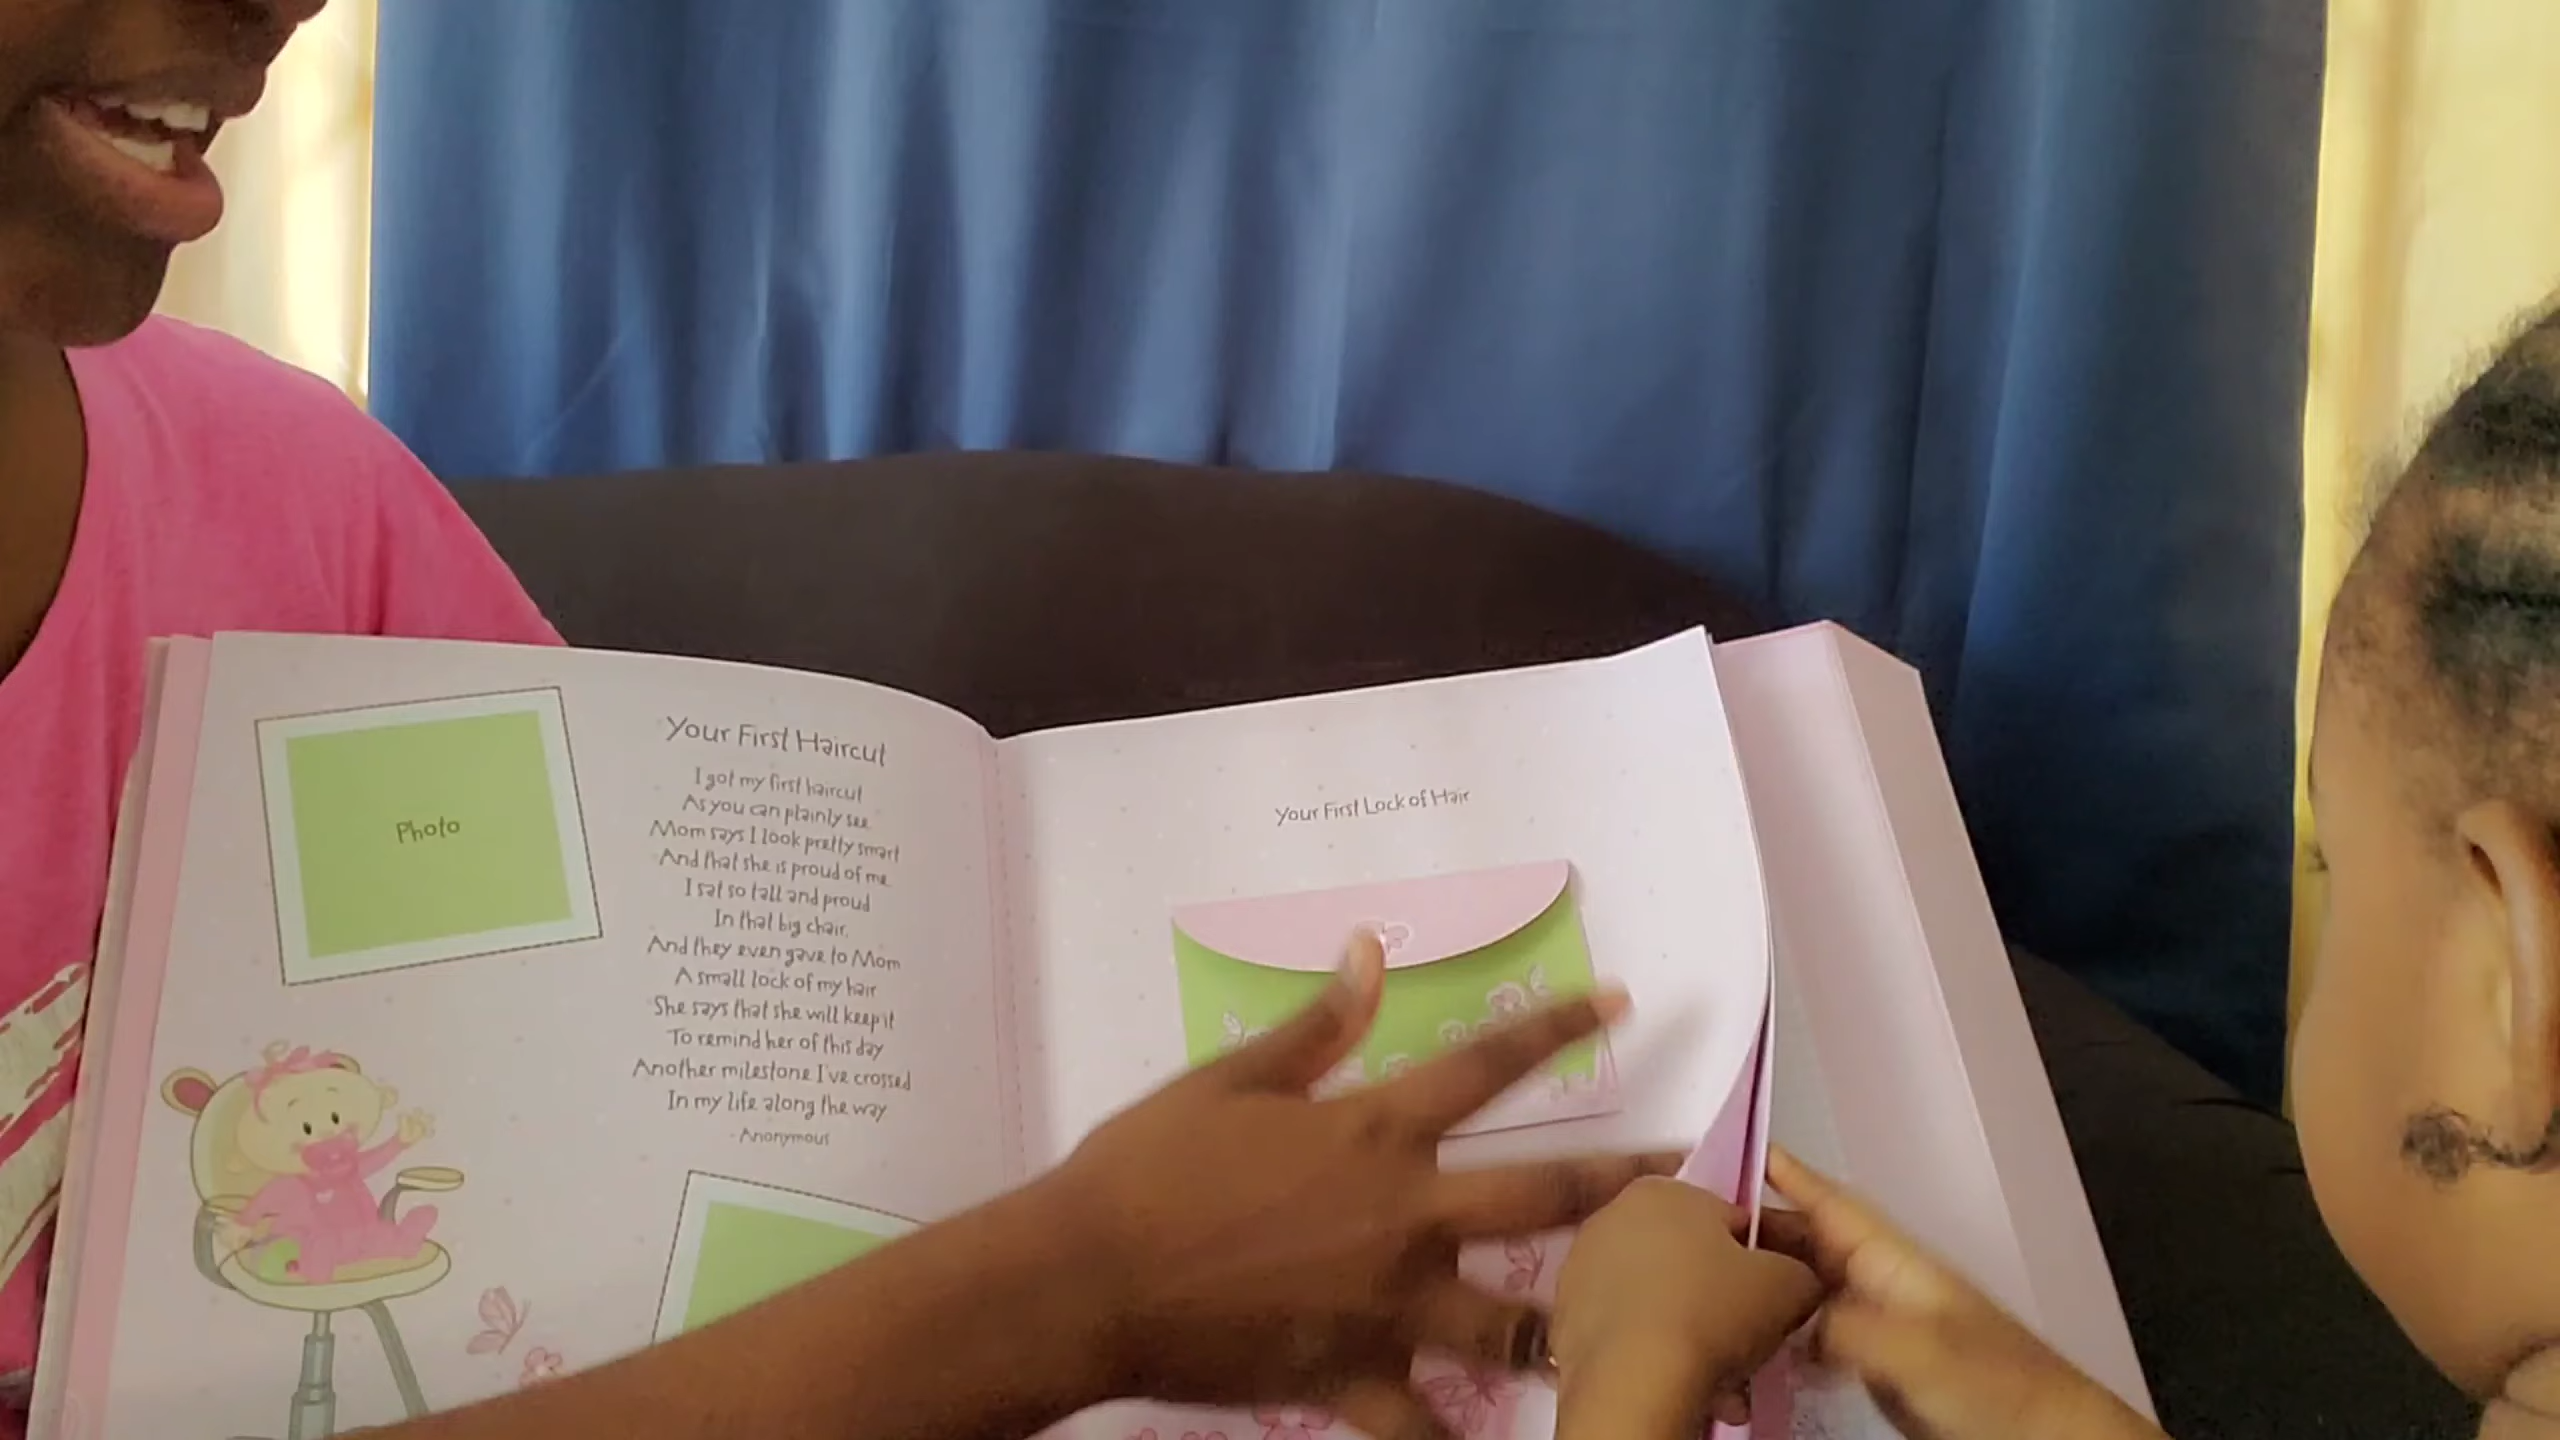 Photo
Your First Haircut
I got my first haircut
As you can plainly see
Mom says I look pretty smart
And that she is proud of me
I sat so tall and proud
In that big chair,
And they even gave to Mom
A small lock of my hair
She says that she will keep it
To remind her of this day
Another milestone I've crossed
In my life along the way
- Anonymous
Your First Lock of Hair